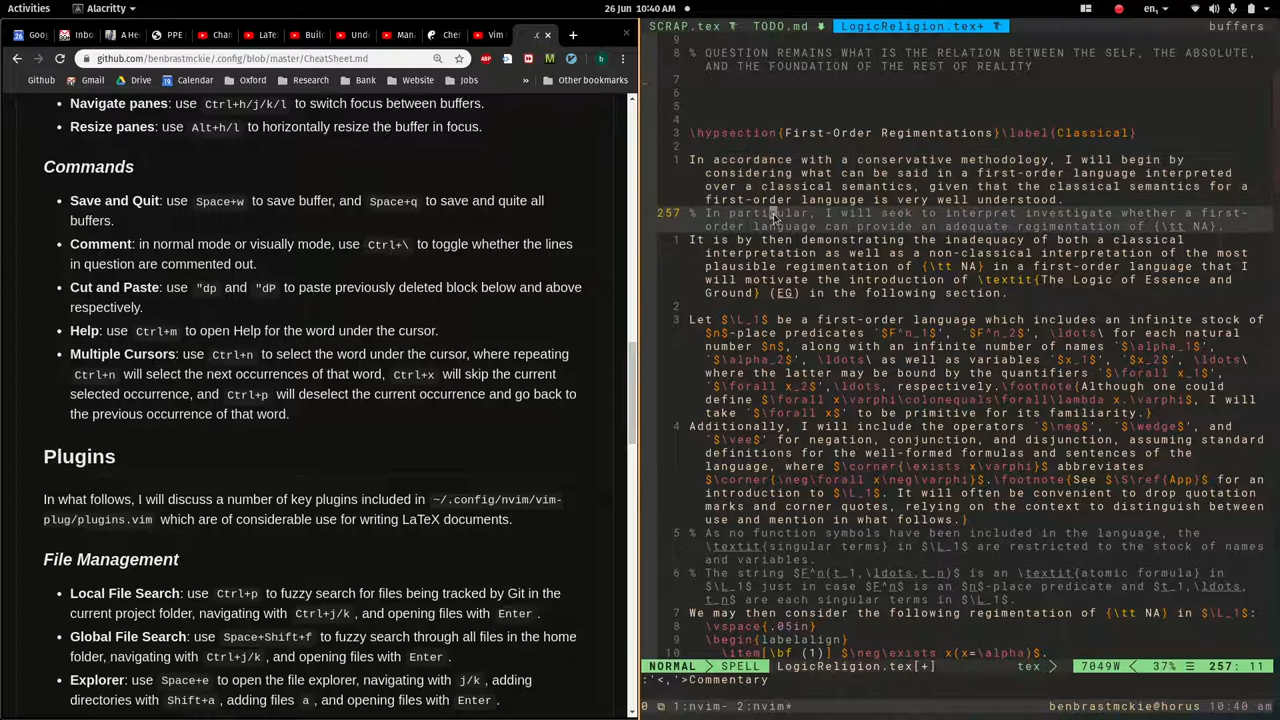 Activities
Alacritty
26 Jun 10:40 AM
en₁
Goo
Inbo
A He
PPE
Cha
LaTe
Buil
Und
Man
Cher
Vim
.c
github.com/benbrastmckie/.config/blob/master/CheatSheet.md
Github
Gmail
Drive
Overleaf
Oxford
Research
Bank
Website
Jobs
Other bookmarks
• Navigate panes: use Ctrl+h/j/k/l to switch focus between buffers.
• Resize panes: use Alt+h/l to horizontally resize the buffer in focus.
Commands
• Save and Quit: use Space+w to save buffer, and Space+q to save and quite all
buffers.
• Comment: in normal mode or visually mode, use Ctrl+\ to toggle whether the lines
in question are commented out.
• Cut and Paste: use "dp and "dP to paste previously deleted block below and above
respectively.
• Help: use Ctrl+m to open Help for the word under the cursor.
• Multiple Cursors: use Ctrl+n to select the word under the cursor, where repeating
Ctrl+n will select the next occurrences of that word, Ctrl+x will skip the current
selected occurrence, and Ctrl+p will deselect the current occurrence and go back to
the previous occurrence of that word.
Plugins
In what follows, I will discuss a number of key plugins included in ~/.config/nvim/vim-
plug/plugins.vim which are of considerable use for writing LaTeX documents.
File Management
• Local File Search: use Ctrl+p to fuzzy search for files being tracked by Git in the
current project folder, navigating with Ctrl+j/k , and opening files with Enter .
• Global File Search: use Space+Shift+f to fuzzy search through all files in the home
folder, navigating with Ctrl+j/k , and opening files with Enter .
• Explorer: use Space+e to open the file explorer, navigating with j/k , adding
directories with Shift+a , adding files a , and opening files with Enter .
SCRAP.tex TODO.md LogicReligion.tex+ buffers
9
8 % QUESTION REMAINS WHAT IS THE RELATION BETWEEN THE SELF, THE ABSOLUTE,
AND THE FOUNDATION OF THE REST OF REALITY
7
6
5
4
3 \hypsection{First-Order Regimentations}\label{Classical}
2
1 In accordance with a conservative methodology, I will begin by
considering what can be said in a first-order language interpreted
over a classical semantics, given that the classical semantics for a
first-order language is very well understood.
257 % In particular, I will seek to interpret investigate whether a first-
order language can provide an adequate regimentation of {\tt NA}.
1 It is by then demonstrating the inadequacy of both a classical
interpretation as well as a non-classical interpretation of the most
plausible regimentation of {\tt NA} in a first-order language that I
will motivate the introduction of \textit{The Logic of Essence and
Ground} (EG) in the following section.
2
3 Let $\L_1$ be a first-order language which includes an infinite stock of
$n$-place predicates `$F^n_1$', `$F^n_2$', \ldots\ for each natural
number $n$, along with an infinite number of names `$\alpha_1$',
`$\alpha_2$', \ldots\ as well as variables `$x_1$', `$x_2$', \ldots\
where the latter may be bound by the quantifiers `$\forall x_1$',
`$\forall x_2$',\ldots, respectively.\footnote{Although one could
define $\forall x\varphi\colonequals\forall\lambda x.\varphi$, I will
take `$\forall x$' to be primitive for its familiarity.}
4 Additionally, I will include the operators `$\neg$', `$\wedge$', and
`$\vee$' for negation, conjunction, and disjunction, assuming standard
definitions for the well-formed formulas and sentences of the
language, where $\corner{\exists x\varphi}$ abbreviates
$\corner{\neg\forall x\neg\varphi}$.\footnote{See $\S\ref{App}$ for an
introduction to $\L_1$. It will often be convenient to drop quotation
marks and corner quotes, relying on the context to distinguish between
use and mention in what follows.}
5 % As no function symbols have been included in the language, the
\textit{singular terms} in $\L_1$ are restricted to the stock of names
and variables.
6 % The string $F^n(t_1,\ldots,t_n)$ is an \textit{atomic formula} in
$\L_1$ just in case $F^n$ is an $n$-place predicate and $t_1,\ldots,
t_n$ are each singular terms in $\L_1$.
7 We may then consider the following regimentation of {\tt NA} in $\L_1$:
8 \vspace{.05in}
9 \begin{labelalign}
10 \item[\bf (1)] $\neg\exists x(x=\alpha)$.
NORMAL SPELL LogicReligion.tex[+] tex 7049W 37% ☰ 257: 11
:'<,'>Commentary
0 1:nvim- 2:nvim* benbrastmckie@horus 10:40 am